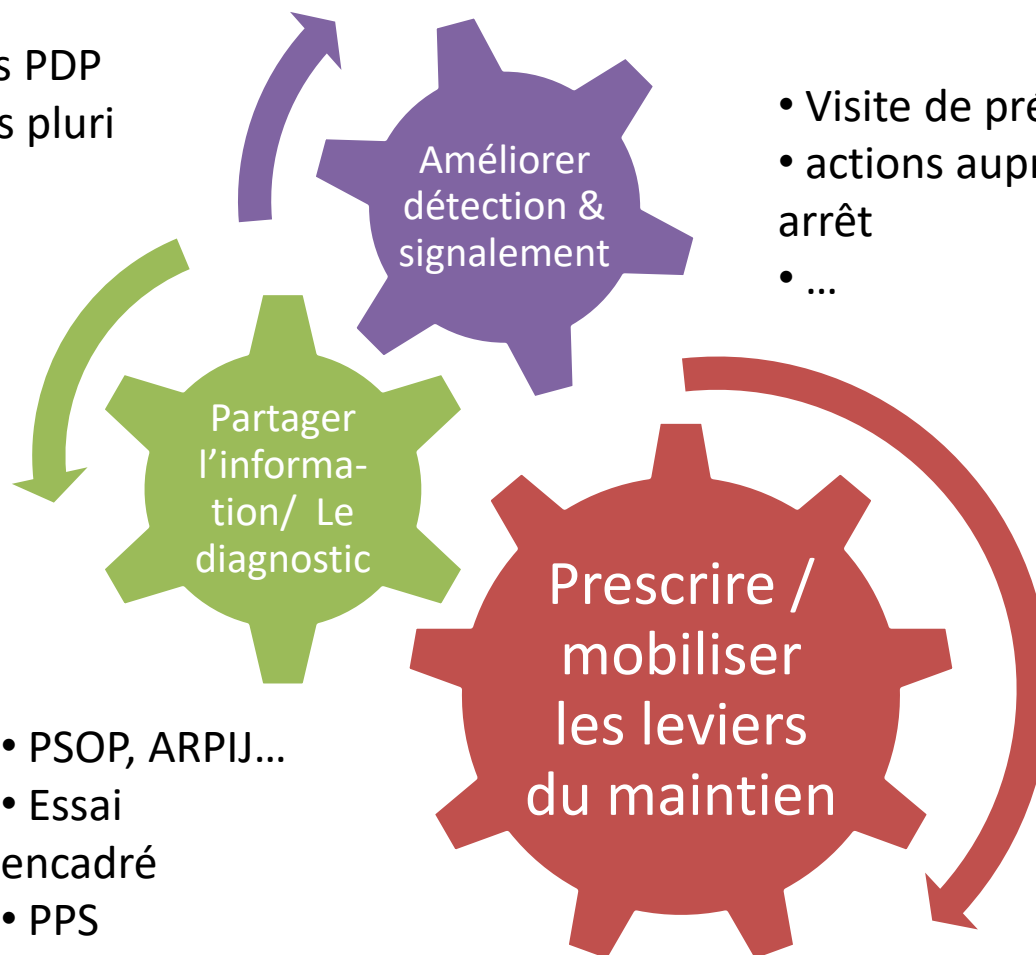 s PDP
s pluri
Améliorer
détection &
signalement
• Visite de pré
• actions aupr
arrêt
• ...
Partager
l'informa-
tion/ Le
diagnostic
Prescrire /
mobiliser
les leviers
du maintien
• PSOP, ARPIJ...
• Essai
encadré
• PPS